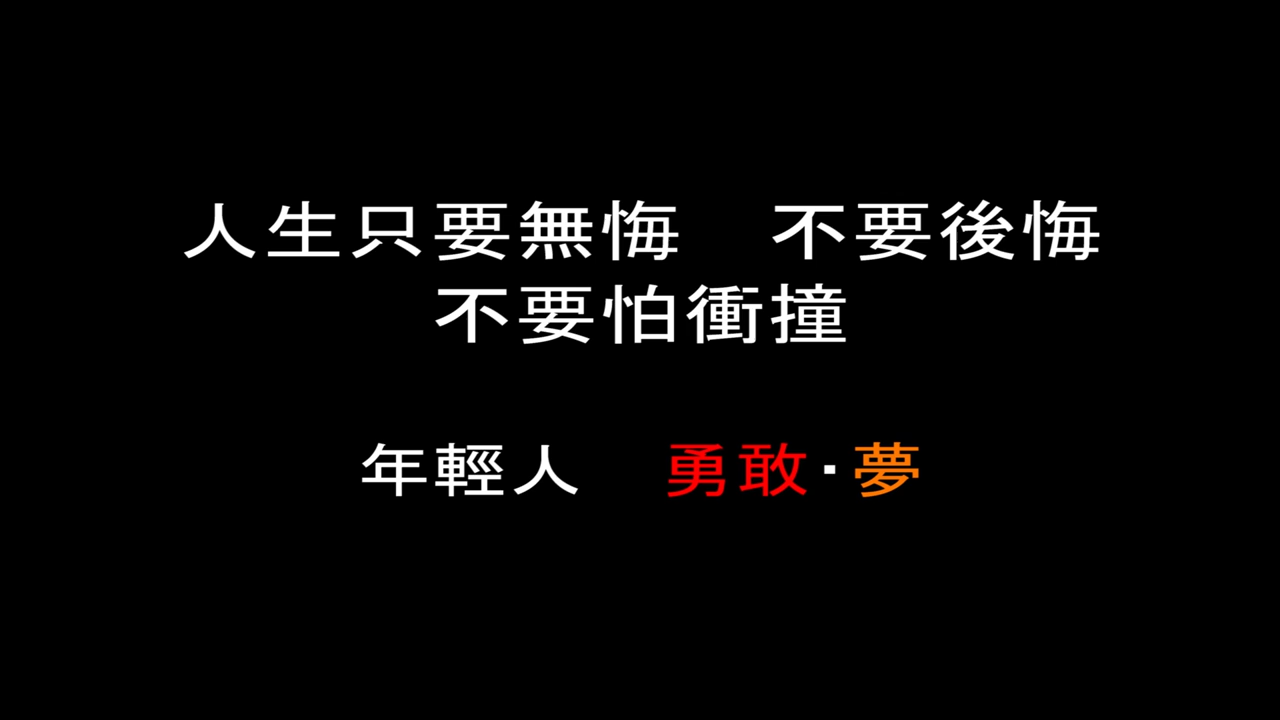 人生只要無悔　不要後悔
不要怕衝撞
年輕人　勇敢·夢